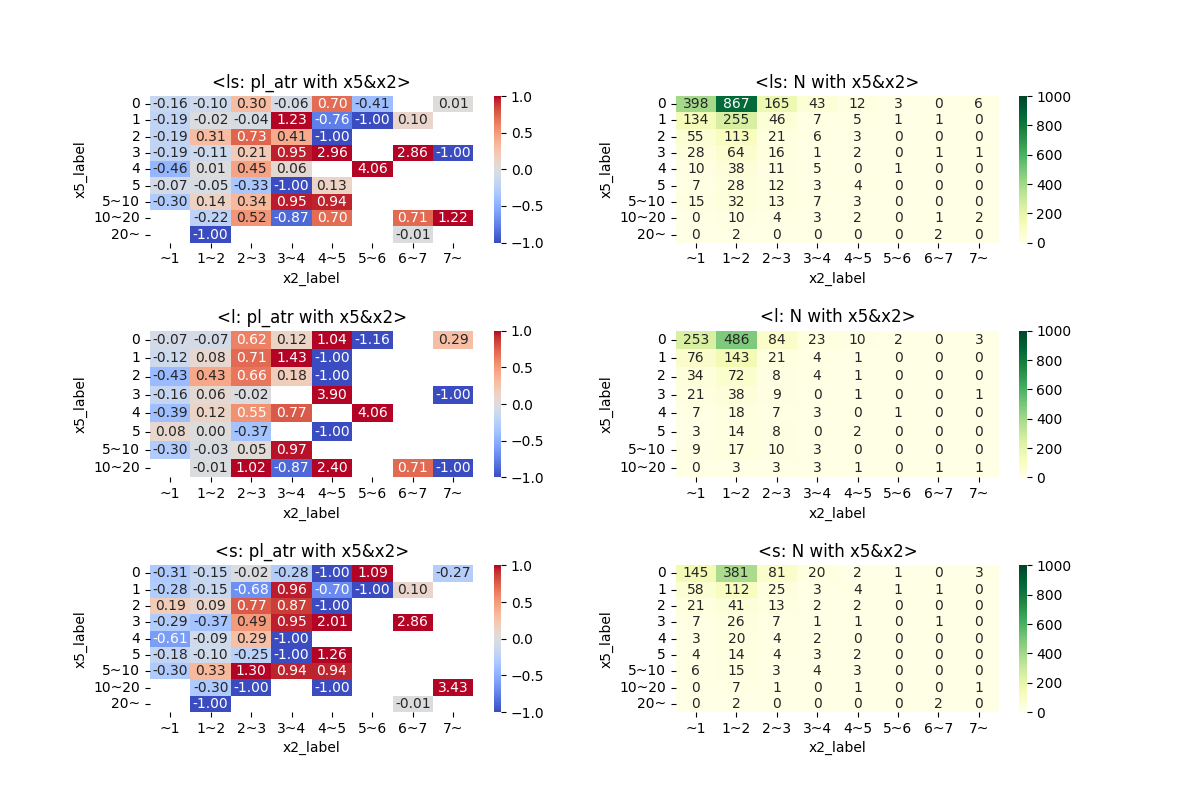 <ls: pl_atr with x5&x2>
x5_label
0 -0.16 -0.10 0.30 -0.06 0.70 -0.41 0.01
1 -0.19 -0.02 -0.04 1.23 -0.76 -1.00 0.10
2 -0.19 0.31 0.73 0.41 -1.00
3 -0.19 -0.11 0.21 0.95 2.96 2.86 -1.00
4 -0.46 0.01 0.45 0.06 4.06
5 -0.07 -0.05 -0.33 -1.00 0.13
5~10 -0.30 0.14 0.34 0.95 0.94
10~20 -0.22 0.52 -0.87 0.70 0.71 1.22
20~ -1.00 -0.01
~1 1~2 2~3 3~4 4~5 5~6 6~7 7~
x2_label
1.0
0.5
0.0
−0.5
−1.0
<ls: N with x5&x2>
x5_label
0 398 867 165 43 12 3 0 6
1 134 255 46 7 5 1 1 0
2 55 113 21 6 3 0 0 0
3 28 64 16 1 2 0 1 1
4 10 38 11 5 0 1 0 0
5 7 28 12 3 4 0 0 0
5~10 15 32 13 7 3 0 0 0
10~20 0 10 4 3 2 0 1 2
20~ 0 2 0 0 0 0 2 0
~1 1~2 2~3 3~4 4~5 5~6 6~7 7~
x2_label
1000
800
600
400
200
0
<l: pl_atr with x5&x2>
x5_label
0 -0.07 -0.07 0.62 0.12 1.04 -1.16 0.29
1 -0.12 0.08 0.71 1.43 -1.00
2 -0.43 0.43 0.66 0.18 -1.00
3 -0.16 0.06 -0.02 3.90 -1.00
4 -0.39 0.12 0.55 0.77 4.06
5 0.08 0.00 -0.37 -1.00
5~10 -0.30 -0.03 0.05 0.97
10~20 -0.01 1.02 -0.87 2.40 0.71 -1.00
~1 1~2 2~3 3~4 4~5 5~6 6~7 7~
x2_label
1.0
0.5
0.0
−0.5
−1.0
<l: N with x5&x2>
x5_label
0 253 486 84 23 10 2 0 3
1 76 143 21 4 1 0 0 0
2 34 72 8 4 1 0 0 0
3 21 38 9 0 1 0 0 1
4 7 18 7 3 0 1 0 0
5 3 14 8 0 2 0 0 0
5~10 9 17 10 3 0 0 0 0
10~20 0 3 3 3 1 0 1 1
~1 1~2 2~3 3~4 4~5 5~6 6~7 7~
x2_label
1000
800
600
400
200
0
<s: pl_atr with x5&x2>
x5_label
0 -0.31 -0.15 -0.02 -0.28 -1.00 1.09 -0.27
1 -0.28 -0.15 -0.68 0.96 -0.70 -1.00 0.10
2 0.19 0.09 0.77 0.87 -1.00
3 -0.29 -0.37 0.49 0.95 2.01 2.86
4 -0.61 -0.09 0.29 -1.00
5 -0.18 -0.10 -0.25 -1.00 1.26
5~10 -0.30 0.33 1.30 0.94 0.94
10~20 -0.30 -1.00 -1.00 3.43
20~ -1.00 -0.01
~1 1~2 2~3 3~4 4~5 5~6 6~7 7~
x2_label
1.0
0.5
0.0
−0.5
−1.0
<s: N with x5&x2>
x5_label
0 145 381 81 20 2 1 0 3
1 58 112 25 3 4 1 1 0
2 21 41 13 2 2 0 0 0
3 7 26 7 1 1 0 1 0
4 3 20 4 2 0 0 0 0
5 4 14 4 3 2 0 0 0
5~10 6 15 3 4 3 0 0 0
10~20 0 7 1 0 1 0 0 1
20~ 0 2 0 0 0 0 2 0
~1 1~2 2~3 3~4 4~5 5~6 6~7 7~
x2_label
1000
800
600
400
200
0